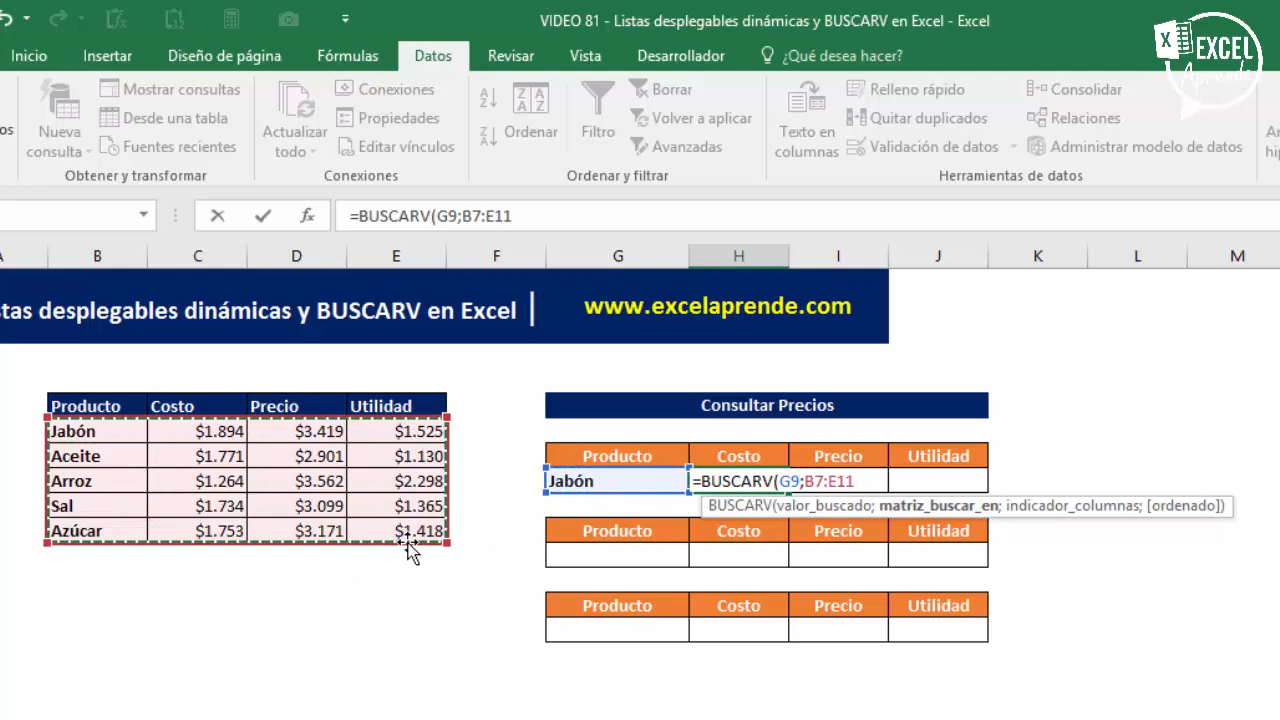 VIDEO 81 - Listas desplegables dinámicas y BUSCARV en Excel - Excel
EXCEL
Aprende
Inicio Insertar Diseño de página Fórmulas Datos Revisar Vista Desarrollador ¿Qué desea hacer?
Mostrar consultas
Desde una tabla
Fuentes recientes
os
Nueva
consulta
Obtener y transformar
Actualizar
todo
Conexiones
Propiedades
Editar vínculos
Conexiones
Ordenar
Filtro
Borrar
Volver a aplicar
Avanzadas
Ordenar y filtrar
Texto en
columnas
Relleno rápido
Quitar duplicados
Validación de datos
Consolidar
Relaciones
Administrar modelo de datos
Herramientas de datos
An
hip
fx =BUSCARV(G9;B7:E11
A B C D E F G H I J K L M
stas desplegables dinámicas y BUSCARV en Excel | www.excelaprende.com
Producto Costo Precio Utilidad
Jabón $1.894 $3.419 $1.525
Aceite $1.771 $2.901 $1.130
Arroz $1.264 $3.562 $2.298
Sal $1.734 $3.099 $1.365
Azúcar $1.753 $3.171 $1.418
Consultar Precios
Producto Costo Precio Utilidad
Jabón =BUSCARV(G9;B7:E11
BUSCARV(valor_buscado; matriz_buscar_en; indicador_columnas; [ordenado])
Producto Costo Precio Utilidad
Producto Costo Precio Utilidad